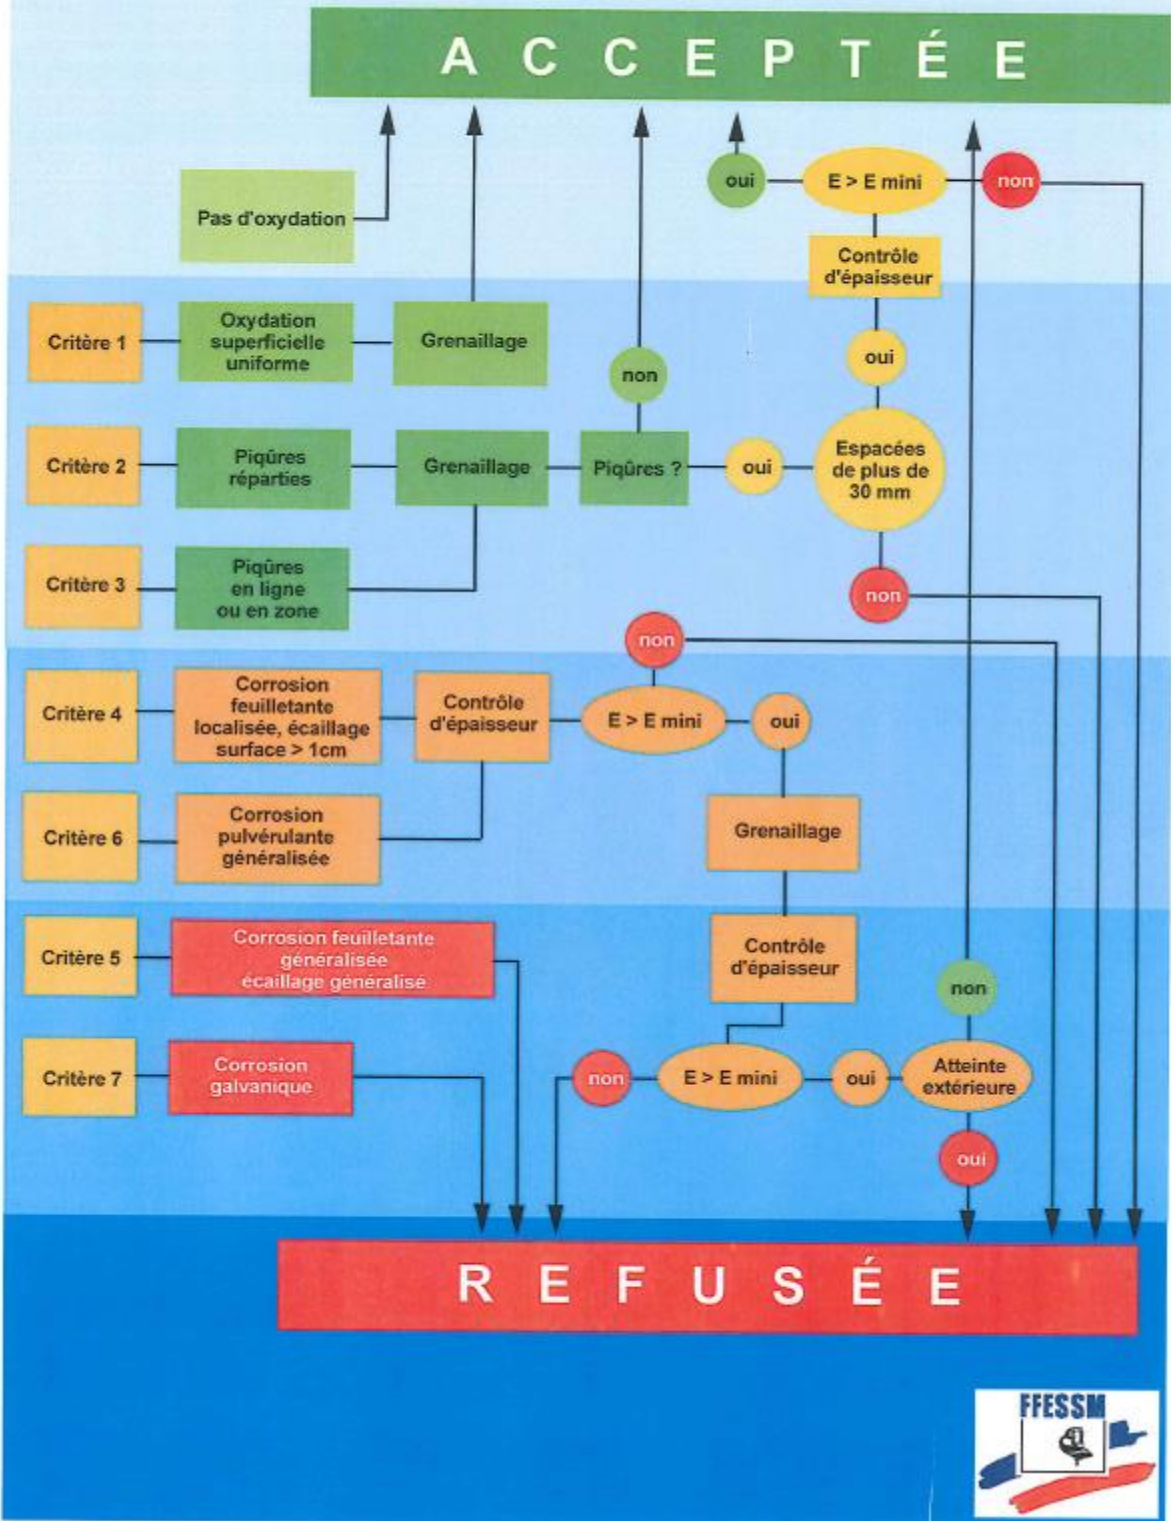 ACCEPTÉE
oui
E > E mini
non
Pas d'oxydation
Contrôle
d'épaisseur
Critère 1
Oxydation
superficielle
uniforme
Grenaillage
non
oui
Critère 2
Piqûres
réparties
Grenaillage
Piqûres ?
oui
Espacées
de plus de
30 mm
Critère 3
Piqûres
en ligne
ou en zone
non
non
Critère 4
Corrosion
feuilletante
localisée, écaillage
surface > 1cm
Contrôle
d'épaisseur
E > E mini
oui
Critère 6
Corrosion
pulvérulante
généralisée
Grenaillage
Critère 5
Corrosion feuilletante
généralisée
écaillage généralisé
Contrôle
d'épaisseur
non
Critère 7
Corrosion
galvanique
non
E > E mini
oui
Atteinte
extérieure
oui
REFUSÉE
FFESSM